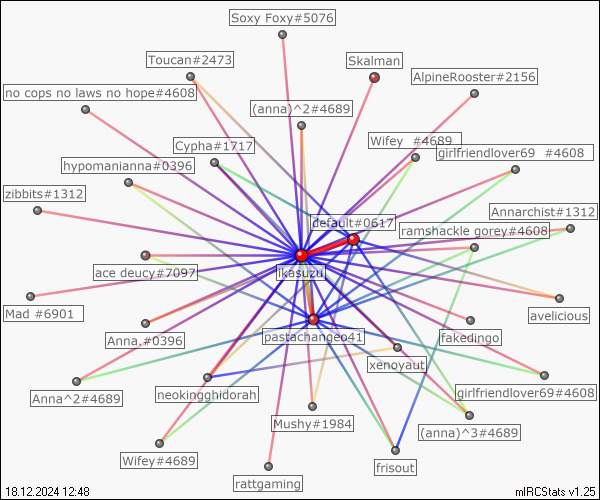 Soxy Foxy#5076
Toucan#2473
Skalman
AlpineRooster#2156
no cops no laws no hope#4608
(anna)^2#4689
Cypha#1717
Wifey  #4689
girlfriendlover69  #4608
hypomanianna#0396
zibbits#1312
default#0617
Annarchist#1312
ramshackle gorey#4608
ikasuzu
ace deucy#7097
Mad #6901
avelicious
Anna,#0396
pastachangeo41
fakedingo
xenoyaut
Anna^2#4689
neokingghidorah
girlfriendlover69#4608
Mushy#1984
(anna)^3#4689
Wifey#4689
frisout
rattgaming
18.12.2024 12:48
mIRCStats v1.25